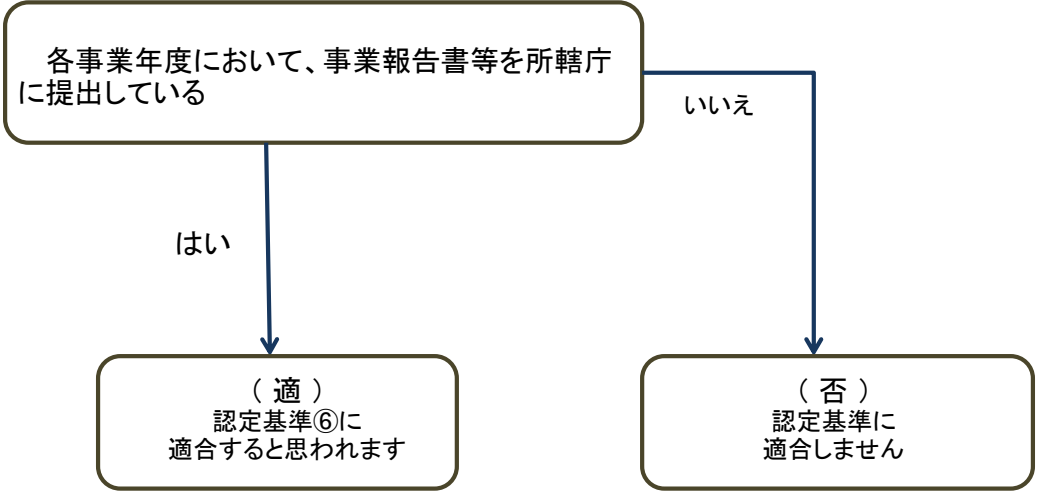 各事業年度において、事業報告書等を所轄庁
に提出している
いいえ
はい
（ 適 ）
認定基準⑥に
適合すると思われます
（ 否 ）
認定基準に
適合しません